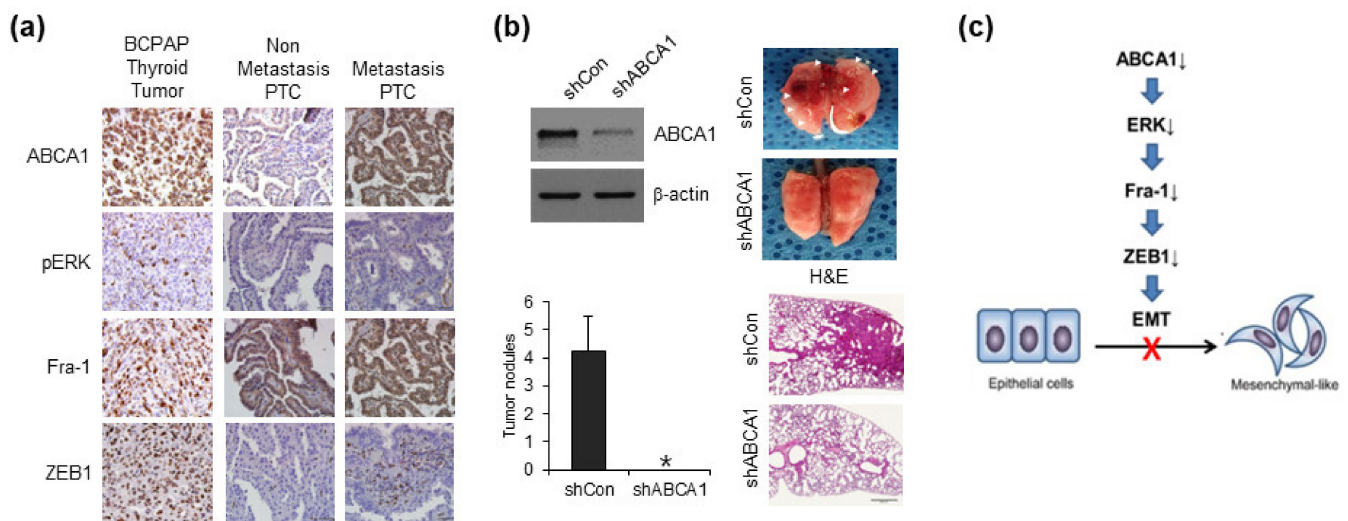 (a)
BCPAP
Thyroid
Tumor
Non
Metastasis
PTC
Metastasis
PTC
ABCA1
pERK
Fra-1
ZEB1
(b)
shCon
shABCA1
ABCA1
β-actin
shCon
shABCA1
H&E
shCon
shABCA1
Tumor nodules
6
5
4
3
2
1
0
*
shCon
shABCA1
(c)
ABCA1↓
ERK↓
Fra-1↓
ZEB1↓
EMT
X
Epithelial cells
Mesenchymal-like